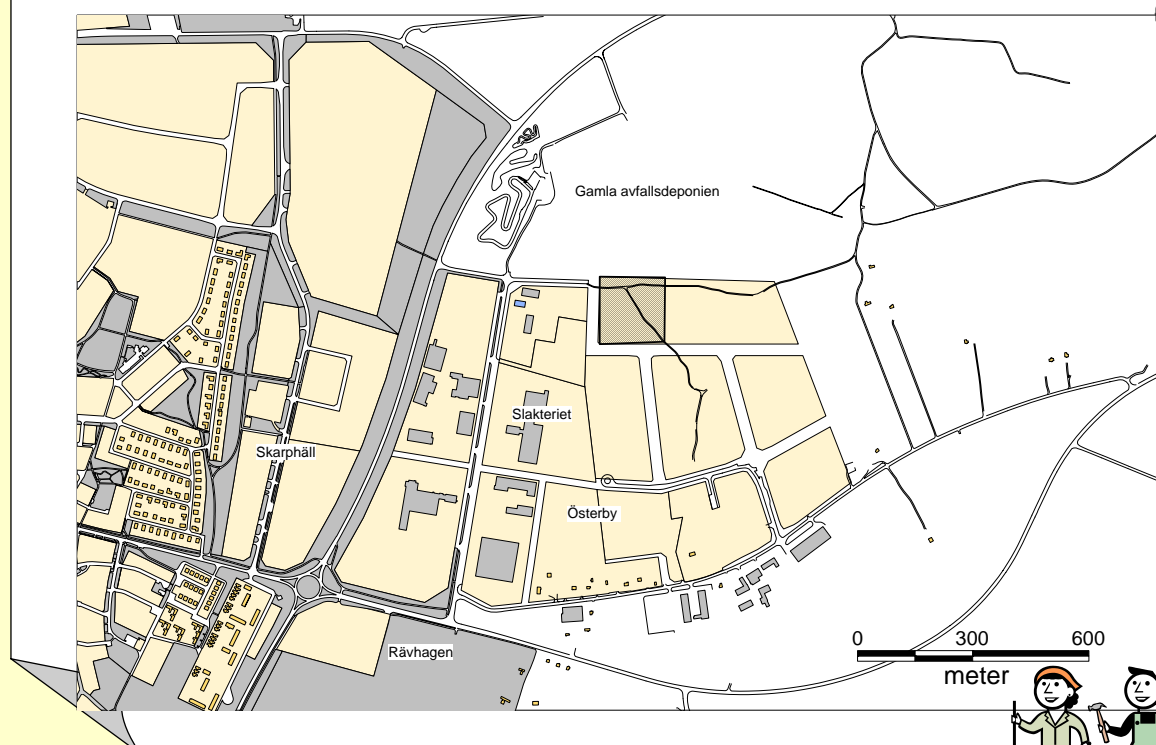 Gamla avfallsdeponien
Slakteriet
Skarphäll
Österby
Rävhagen
0 300 600
meter